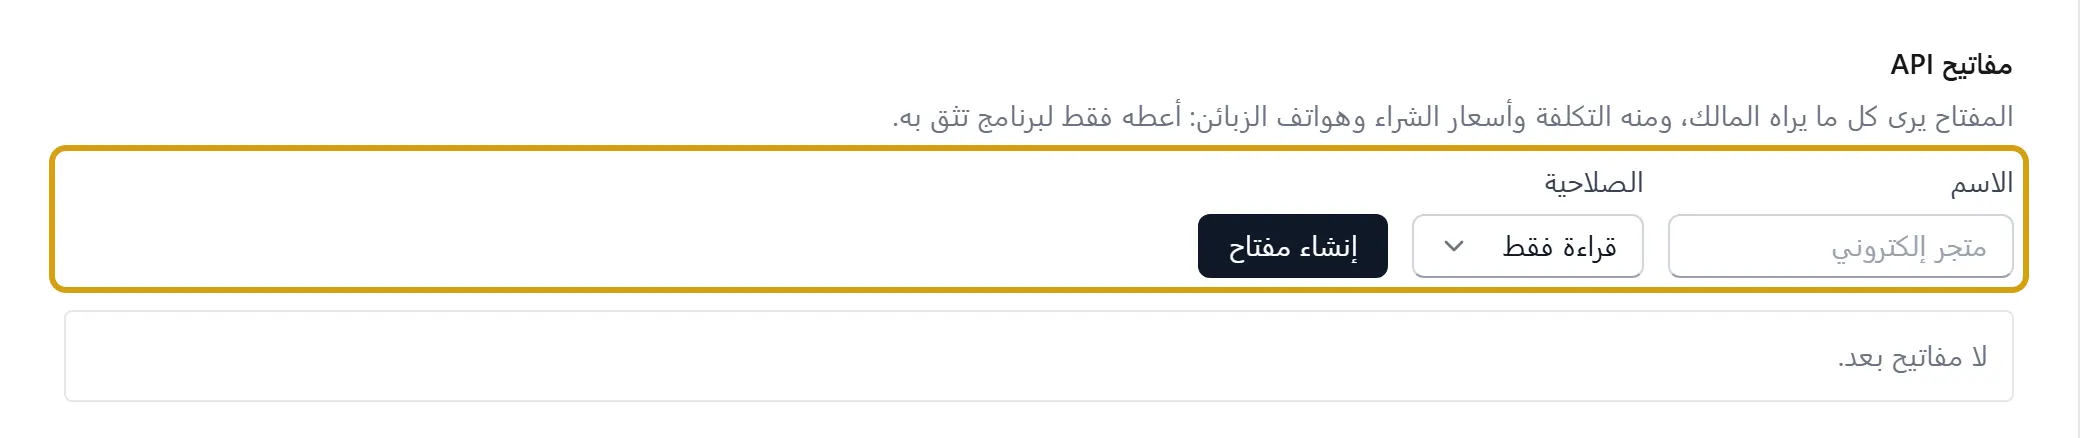 مفاتيح API
المفتاح يرى كل ما يراه المالك، ومنه التكلفة وأسعار الشراء وهواتف الزبائن: أعطه فقط لبرنامج تثق به.
الاسم
الصلاحية
متجر إلكتروني
قراءة فقط
إنشاء مفتاح
لا مفاتيح بعد.